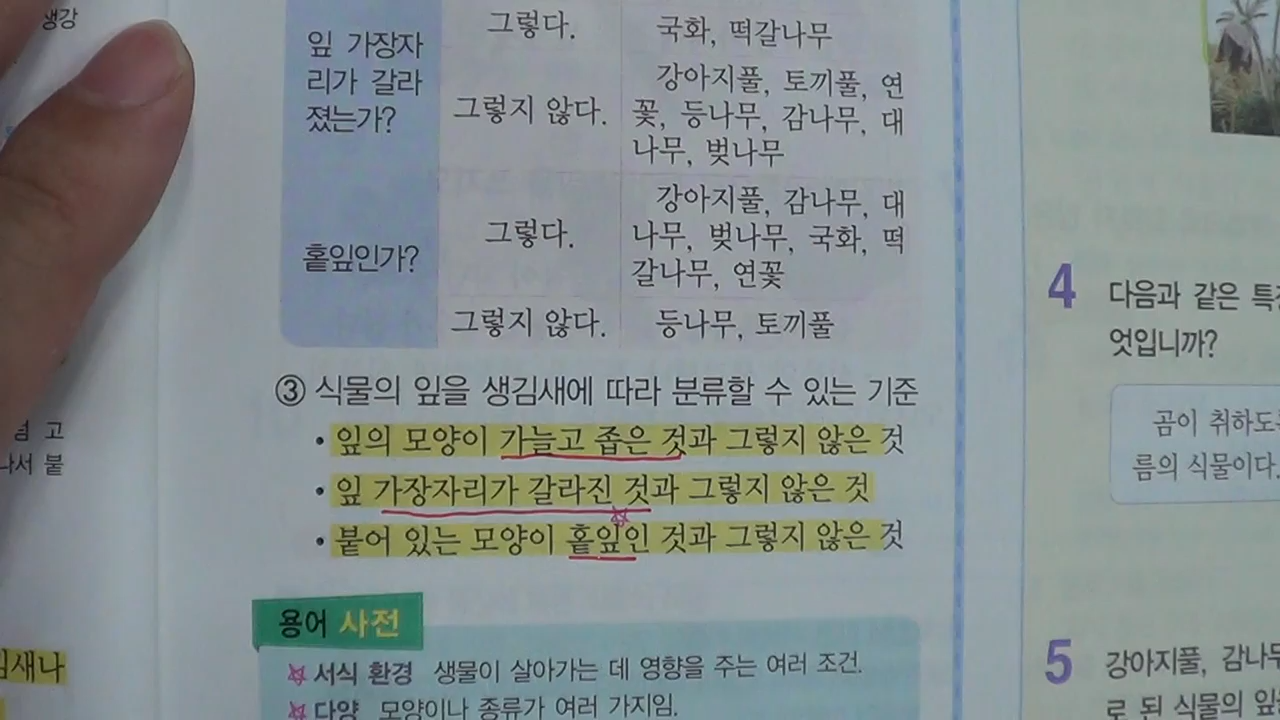 생강
고
나서 붙
김새나
잎 가장자
리가 갈라
졌는가?
그렇다.
국화, 떡갈나무
그렇지 않다.
강아지풀, 토끼풀, 연
꽃, 등나무, 감나무, 대
나무, 벚나무
홑잎인가?
그렇다.
강아지풀, 감나무, 대
나무, 벚나무, 국화, 떡
갈나무, 연꽃
그렇지 않다.
등나무, 토끼풀
③ 식물의 잎을 생김새에 따라 분류할 수 있는 기준
• 잎의 모양이 가늘고 좁은 것과 그렇지 않은 것
• 잎 가장자리가 갈라진 것과 그렇지 않은 것
• 붙어 있는 모양이 홑잎인 것과 그렇지 않은 것
용어 사전
서식 환경 생물이 살아가는 데 영향을 주는 여러 조건.
다양 모양이나 종류가 여러 가지임.
4 다음과 같은
엇입니까?
곰이 취하도
름의 식물이다.
5 강아지풀, 감나무
로 된 식물의 잎